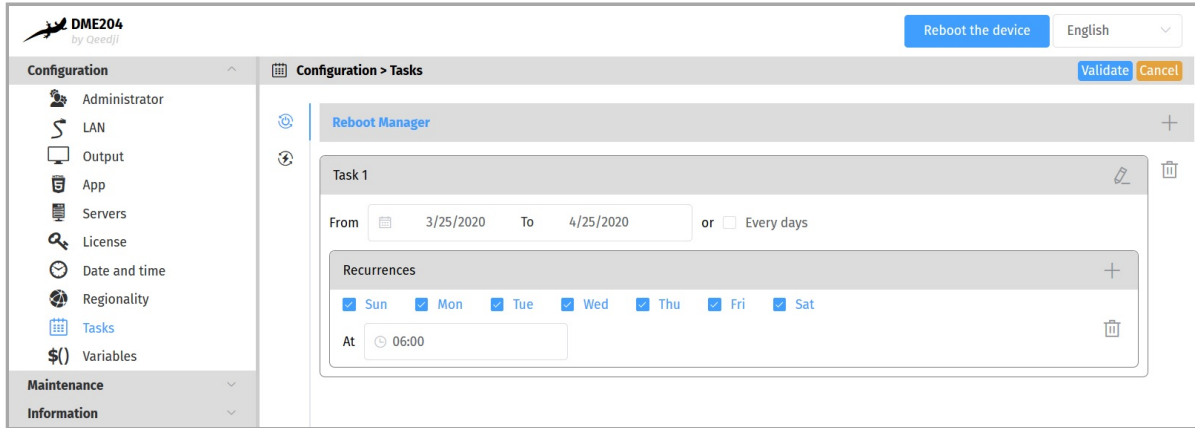 DME204
by Qeedji
Reboot the device
English
Configuration
Configuration > Tasks
Validate
Cancel
Administrator
LAN
Output
App
Servers
License
Date and time
Regionality
Tasks
$() Variables
Maintenance
Information
Reboot Manager
Task 1
From 3/25/2020 To 4/25/2020 or Every days
Recurrences
Sun Mon Tue Wed Thu Fri Sat
At 06:00